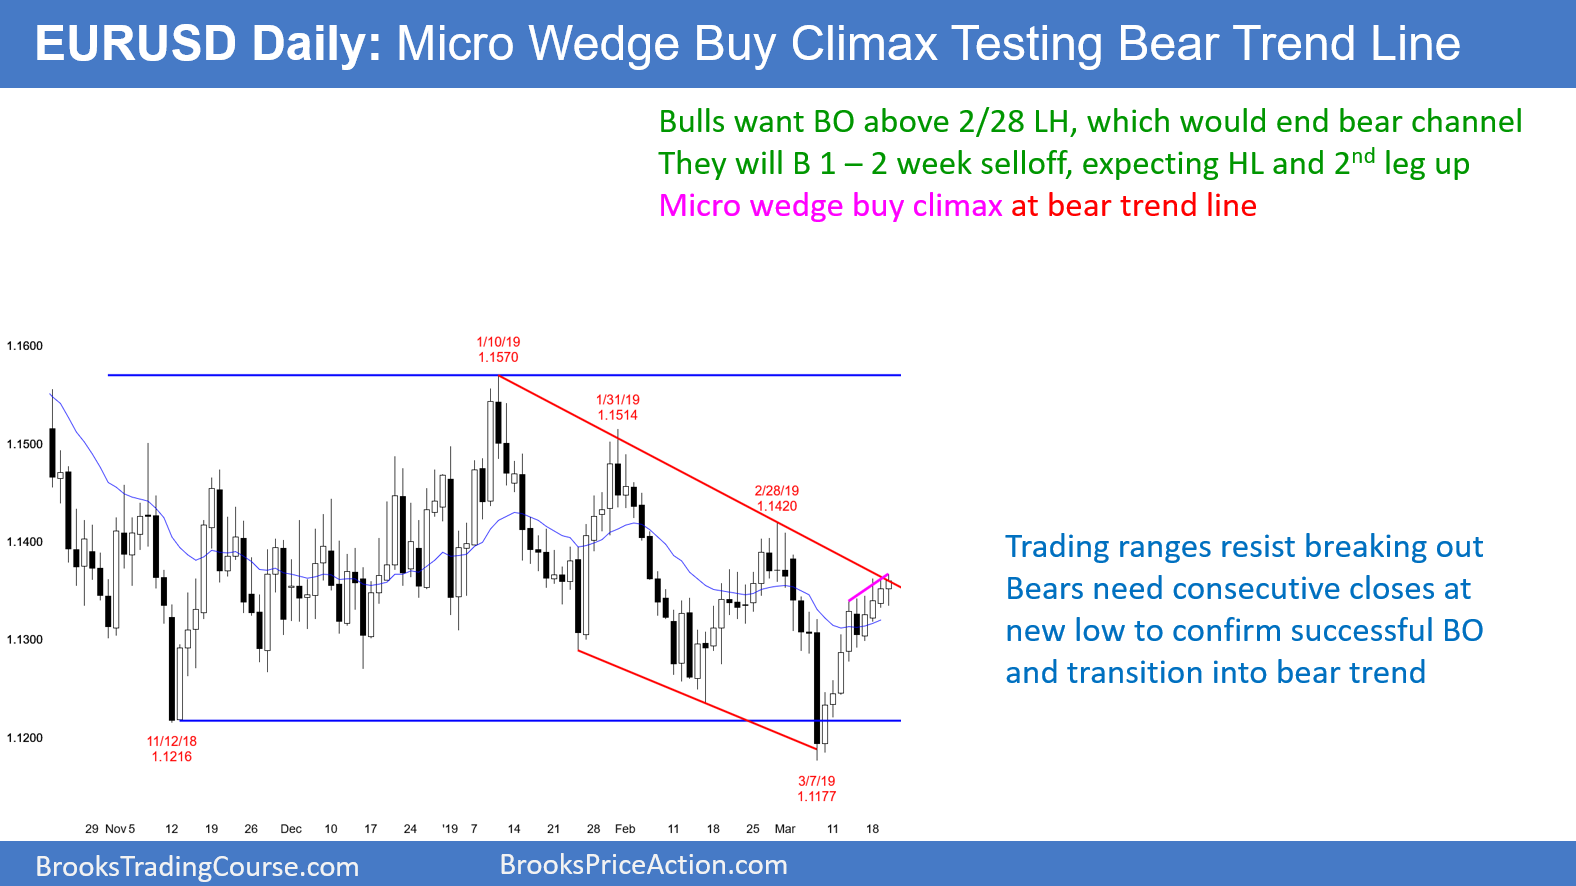 EURUSD Daily: Micro Wedge Buy Climax Testing Bear Trend Line
Bulls want BO above 2/28 LH, which would end bear channel
They will B 1 – 2 week selloff, expecting HL and 2nd leg up
Micro wedge buy climax at bear trend line
1.1600
1.1500
1.1400
1.1300
1.1200
1/10/19
1.1570
1/31/19
1.1514
2/28/19
1.1420
11/12/18
1.1216
3/7/19
1.1177
Trading ranges resist breaking out
Bears need consecutive closes at
new low to confirm successful BO
and transition into bear trend
29 Nov 5 12 19 26 Dec 10 17 24 '19 7 14 21 28 Feb 11 18 25 Mar 11 18
BrooksTradingCourse.com BrooksPriceAction.com